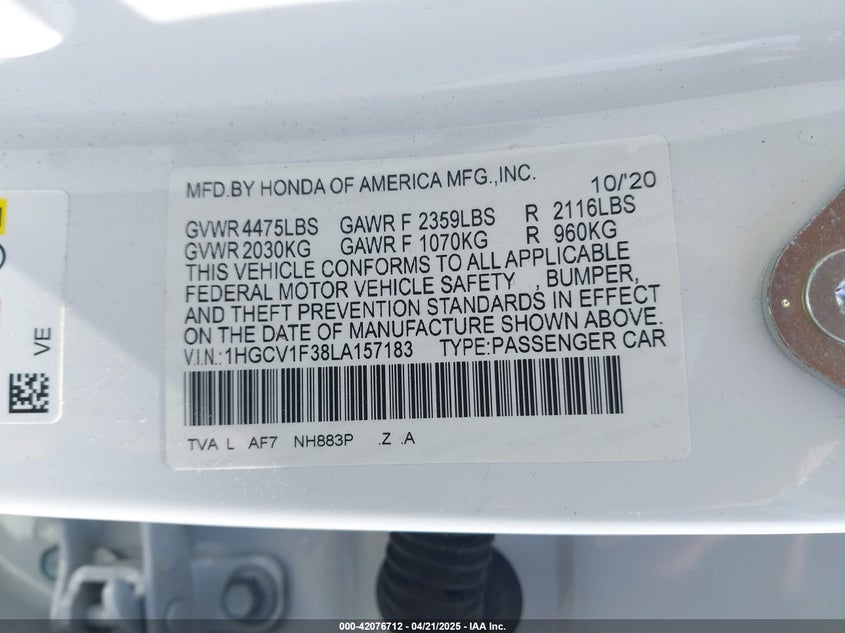 MFD.BY HONDA OF AMERICA MFG.,INC. 10/'20
GVWR 4475LBS GAWR F 2359LBS R 2116LBS
GVWR 2030KG GAWR F 1070KG R 960KG
THIS VEHICLE CONFORMS TO ALL APPLICABLE
FEDERAL MOTOR VEHICLE SAFETY , BUMPER,
AND THEFT PREVENTION STANDARDS IN EFFECT
ON THE DATE OF MANUFACTURE SHOWN ABOVE.
V.I.N.:1HGCV1F38LA157183 TYPE:PASSENGER CAR
TVA L AF7 NH883P .Z .A
VE
000-42076712 - 04/21/2025 - IAA Inc.